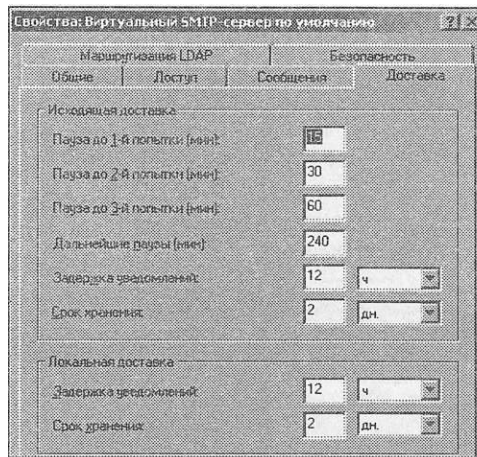 Свойства: Виртуальный SMTP-сервер по умолчанию ? ×
Маршрутизация LDAP Безопасность
Общие Доступ Сообщения Доставка
Исходящая доставка
Пауза до 1-й попытки (мин): 15
Пауза до 2-й попытки (мин): 30
Пауза до 3-й попытки (мин): 60
Дальнейшие паузы (мин): 240
Задержка уведомлений: 12 ч
Срок хранения: 2 дн.
Локальная доставка
Задержка уведомлений: 12 ч
Срок хранения: 2 дн.